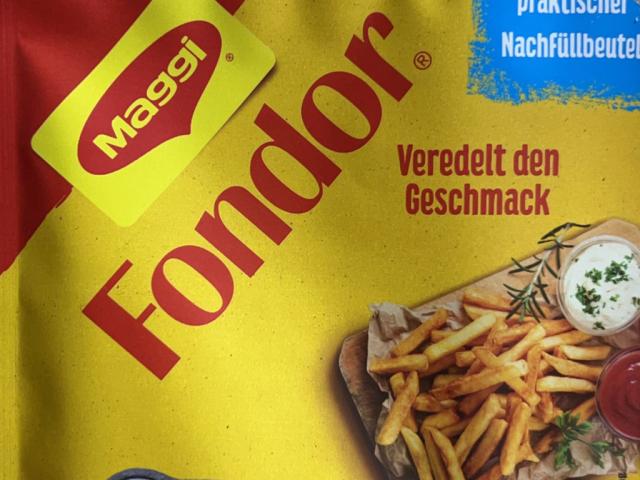 praktischer
Nachfüllbeutel
Maggi®
Fondor®
Veredelt den
Geschmack